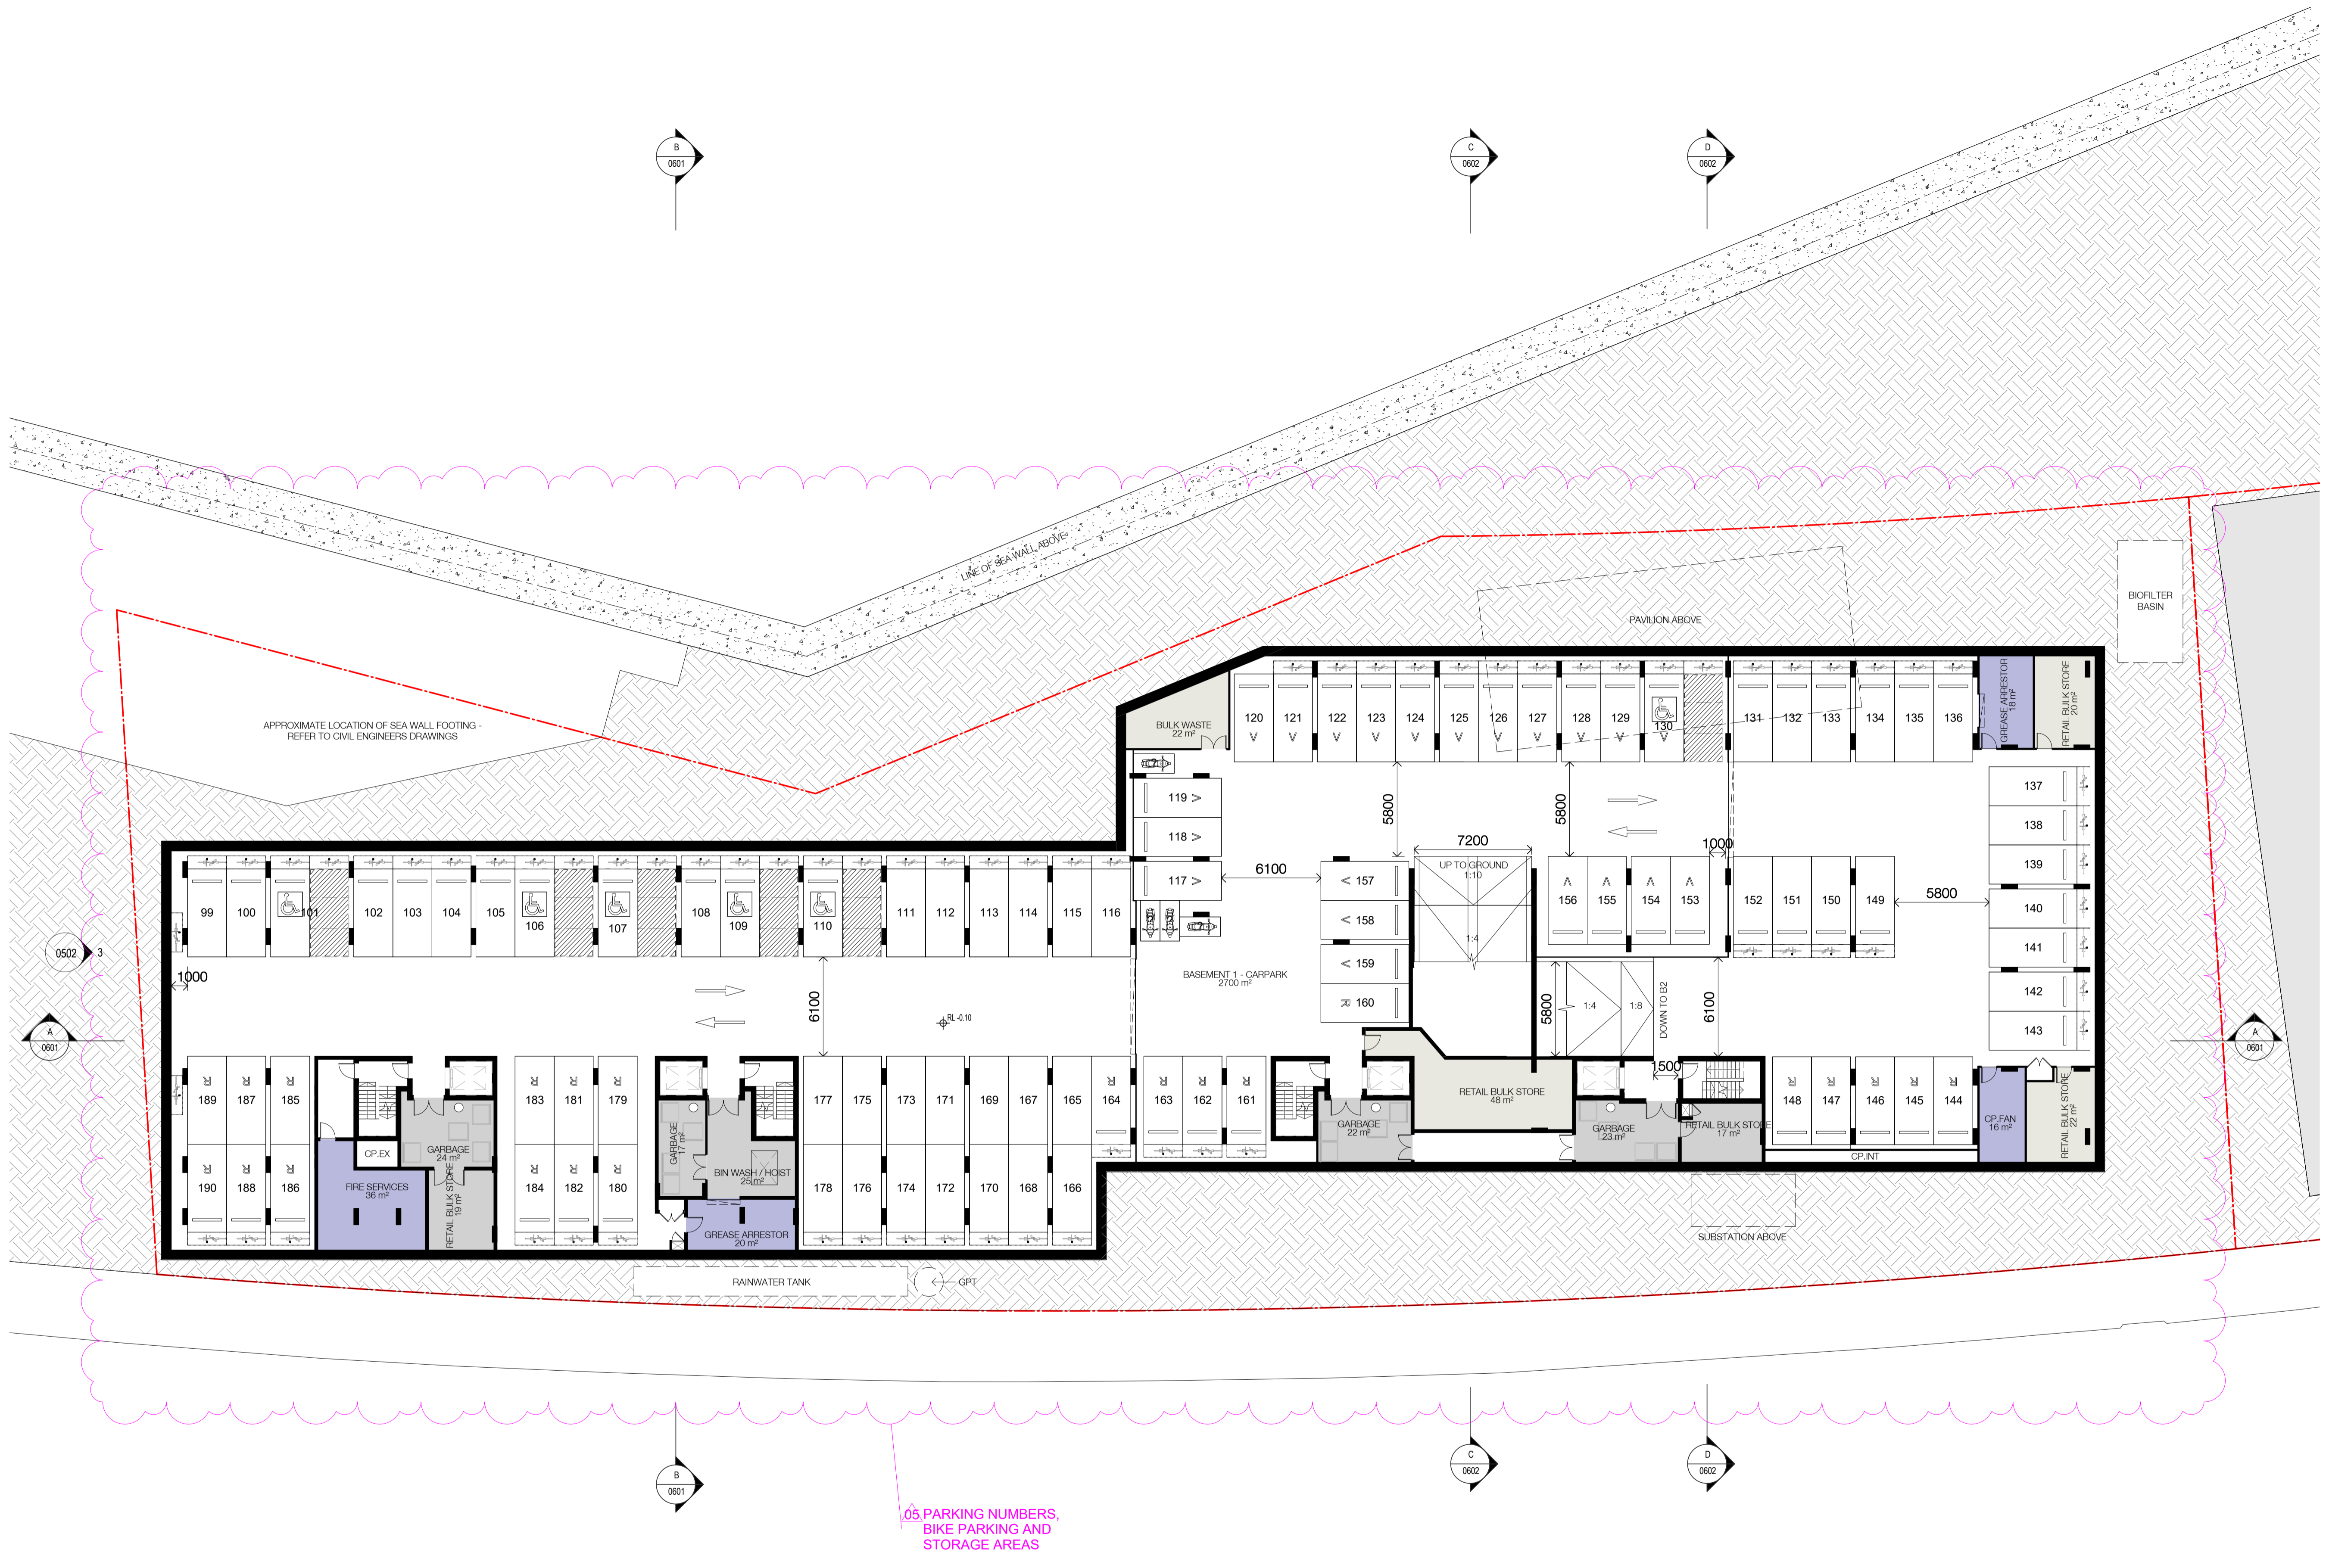 B
0601
C
0602
D
0602
LINE OF SEA WALL ABOVE
BIOFILTER
BASIN
PAVILION ABOVE
APPROXIMATE LOCATION OF SEA WALL FOOTING -
REFER TO CIVIL ENGINEERS DRAWINGS
BULK WASTE
22 m²
120 121 122 123 124 125 126 127 128 129 130 131 132 133 134 135 136
V V V V V V V V V V V
GREASE ARRESTOR
18 m²
RETAIL BULK STORE
20 m²
119 V
118 V
117 V
5800
5800
7200
1000
UP TO GROUND
1:10
1:4
6100
V 157
V 158
V 159
R 160
V V V V
156 155 154 153 152 151 150 149
5800
137
138
139
140
141
142
143
99 100 101 102 103 104 105 106 107 108 109 110 111 112 113 114 115 116
0502
3
1000
BASEMENT 1 - CARPARK
2700 m²
6100
RL -0.10
5800
1:4
1:8
DOWN TO B2
6100
1500
A
0601
A
0601
R R R R R R R R R R R R R R R
189 187 185 183 181 179 177 175 173 171 169 167 165 164 163 162 161
148 147 146 145 144
RETAIL BULK STORE
48 m²
CP.EX
GARBAGE
24 m²
GARBAGE
17 m²
BIN WASH / HOIST
25 m²
GARBAGE
22 m²
GARBAGE
23 m²
RETAIL BULK STORE
17 m²
CP.INT
CP.FAN
16 m²
RETAIL BULK STORE
22 m²
R R R R R R
190 188 186 184 182 180 178 176 174 172 170 168 166
FIRE SERVICES
36 m²
RETAIL BULK STORE
19 m²
GREASE ARRESTOR
20 m²
SUBSTATION ABOVE
RAINWATER TANK
GPT
B
0601
C
0602
D
0602
05 PARKING NUMBERS,
BIKE PARKING AND
STORAGE AREAS